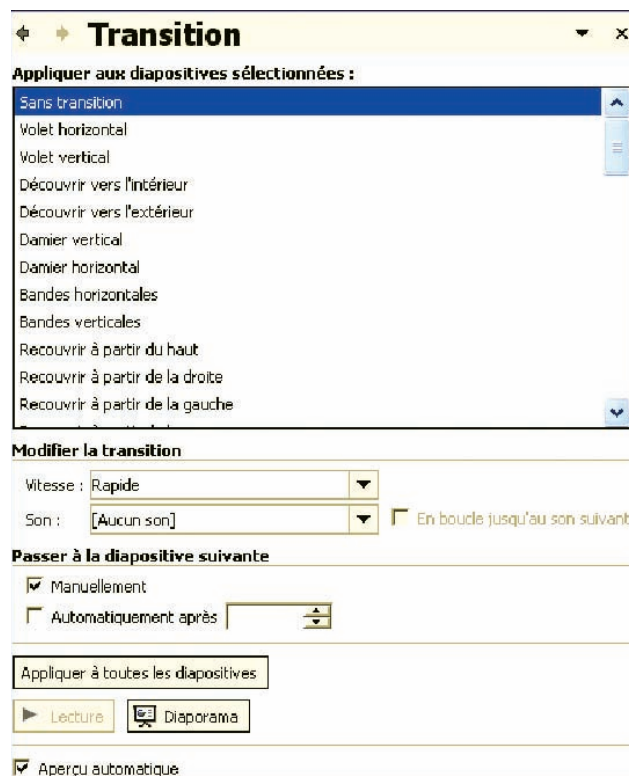 Transition
Appliquer aux diapositives sélectionnées :
Sans transition
Volet horizontal
Volet vertical
Découvrir vers l'intérieur
Découvrir vers l'extérieur
Damier vertical
Damier horizontal
Bandes horizontales
Bandes verticales
Recouvrir à partir du haut
Recouvrir à partir de la droite
Recouvrir à partir de la gauche
Modifier la transition
Vitesse : Rapide
Son : [Aucun son] En boucle jusqu'au son suivant
Passer à la diapositive suivante
Manuellement
Automatiquement après
Appliquer à toutes les diapositives
Lecture Diaporama
Aperçu automatique